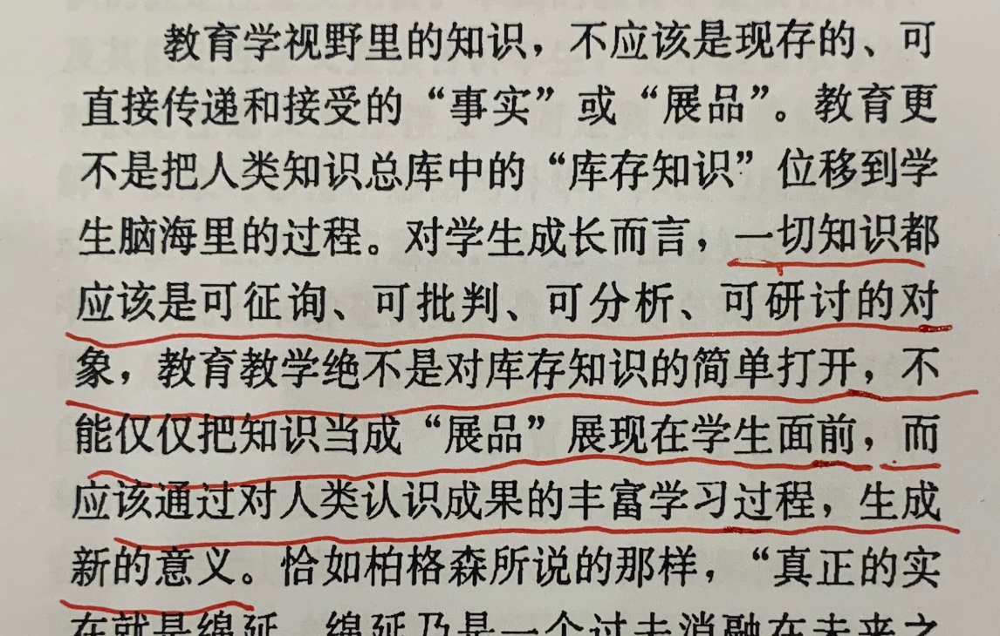 教育学视野里的知识，不应该是现存的、可
直接传递和接受的“事实”或“展品”。教育更
不是把人类知识总库中的“库存知识”位移到学
生脑海里的过程。对学生成长而言，一切知识都
应该是可征询、可批判、可分析、可研讨的对
象，教育教学绝不是对库存知识的简单打开，不
能仅仅把知识当成“展品”展现在学生面前，而
应该通过对人类认识成果的丰富学习过程，生成
新的意义。恰如柏格森所说的那样，“真正的实
在就是绵延，绵延乃是一个过去消融在未来之